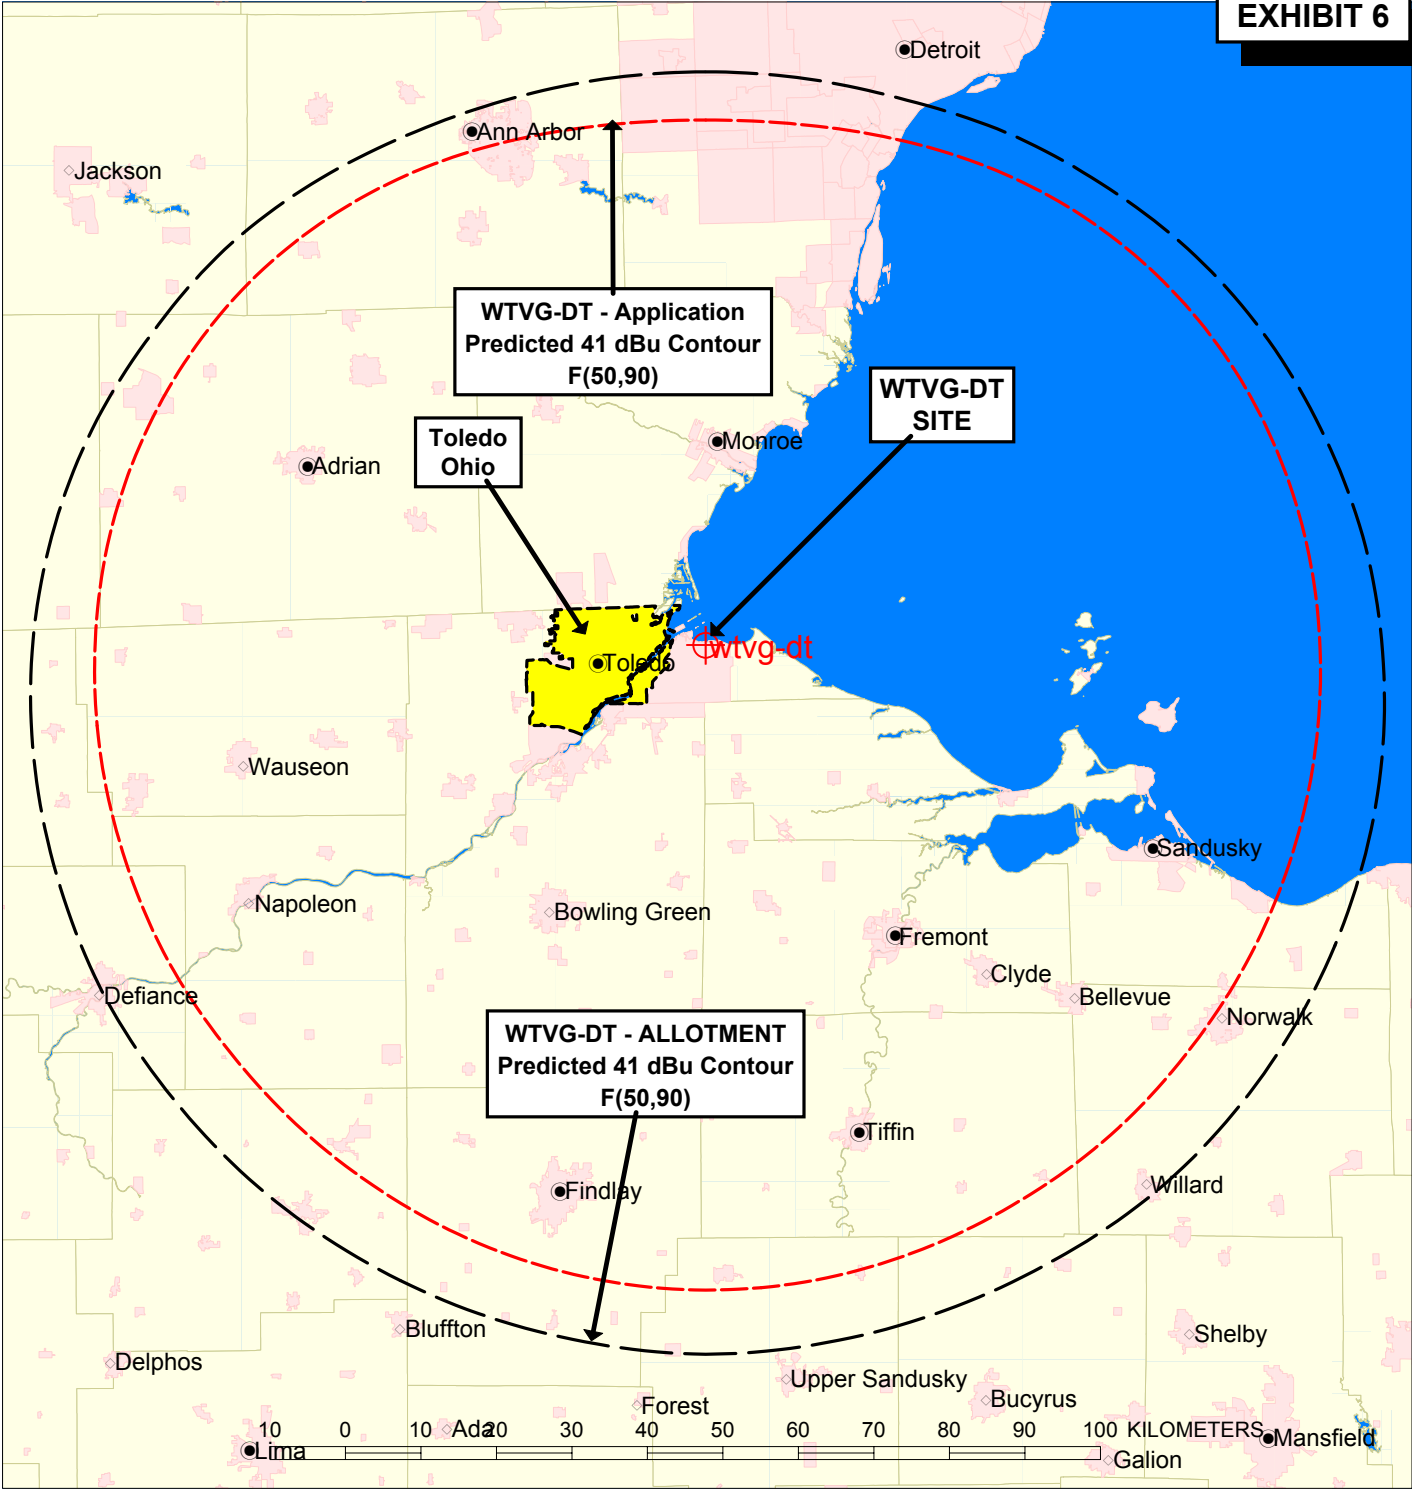 EXHIBIT 6
Detroit
Ann Arbor
Jackson
WTVG-DT - Application
Predicted 41 dBu Contour
F(50,90)
WTVG-DT
SITE
Toledo
Ohio
Monroe
Adrian
wtvg-dt
Toledo
Wauseon
Sandusky
Napoleon
Bowling Green
Fremont
Clyde
Defiance
Bellevue
Norwalk
WTVG-DT - ALLOTMENT
Predicted 41 dBu Contour
F(50,90)
Tiffin
Findlay
Willard
Bluffton
Shelby
Delphos
Upper Sandusky
Bucyrus
Forest
Ada
10 0 10 20 30 40 50 60 70 80 90 100 KILOMETERS
Lima
Mansfield
Galion